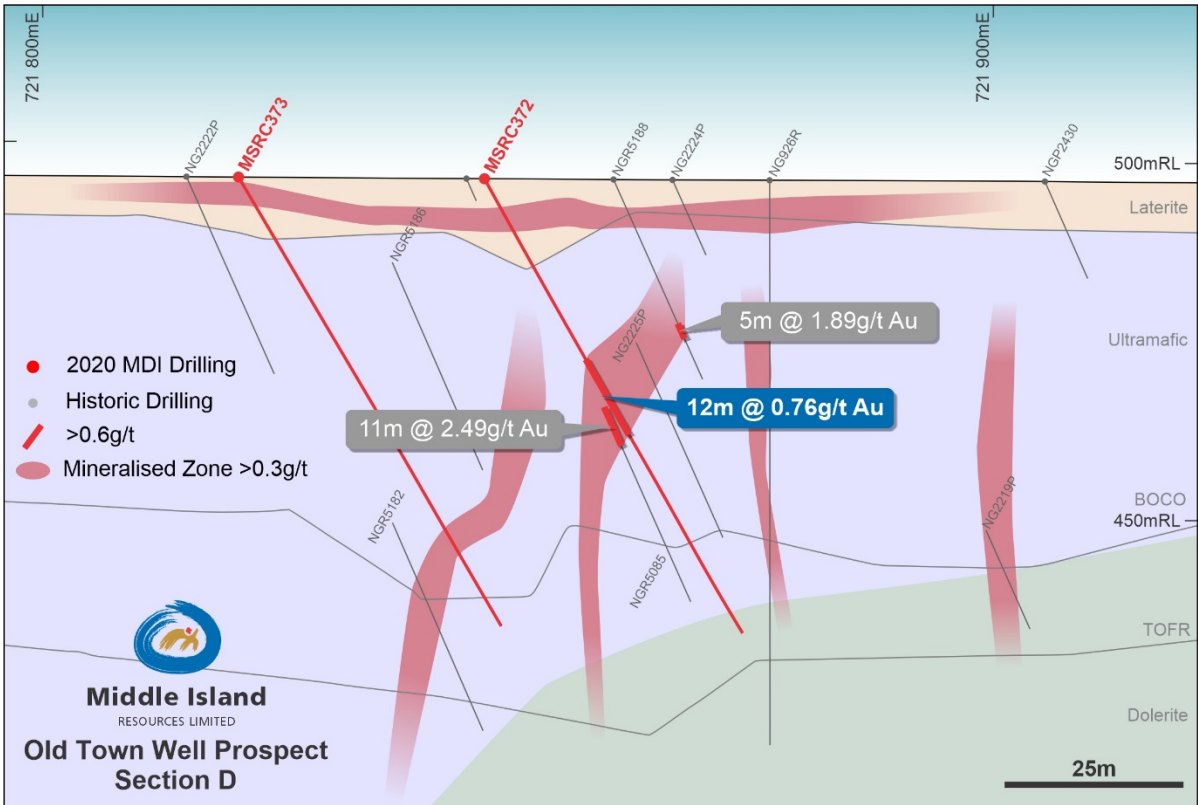 721 800mE
721 900mE
NG2222P
MSRC373
MSRC372
NGR5188
NG2224P
NG926R
NGP2430
500mRL
Laterite
NGR5186
NG2225P
5m @ 1.89g/t Au
Ultramafic
2020 MDI Drilling
Historic Drilling
>0.6g/t
Mineralised Zone >0.3g/t
12m @ 0.76g/t Au
11m @ 2.49g/t Au
NGR5182
NG2219P
BOCO
450mRL
NGR5085
TOFR
Middle Island
RESOURCES LIMITED
Old Town Well Prospect
Section D
Dolerite
25m